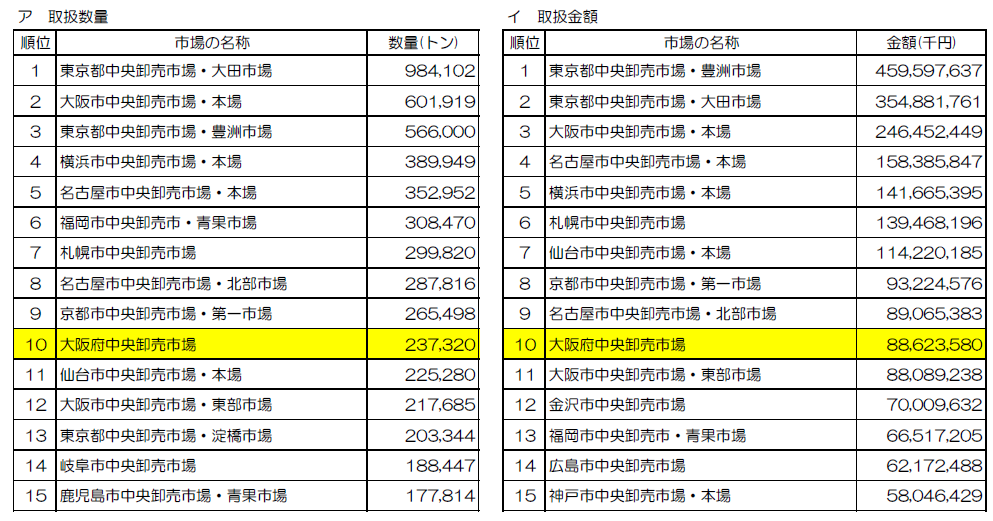 ア　取扱数量
順位 市場の名称 数量(トン)
1 東京都中央卸売市場・大田市場 984,102
2 大阪市中央卸売市場・本場 601,919
3 東京都中央卸売市場・豊洲市場 566,000
4 横浜市中央卸売市場・本場 389,949
5 名古屋市中央卸売市場・本場 352,952
6 福岡市中央卸売市・青果市場 308,470
7 札幌市中央卸売市場 299,820
8 名古屋市中央卸売市場・北部市場 287,816
9 京都市中央卸売市場・第一市場 265,498
10 大阪府中央卸売市場 237,320
11 仙台市中央卸売市場・本場 225,280
12 大阪市中央卸売市場・東部市場 217,685
13 東京都中央卸売市場・淀橋市場 203,344
14 岐阜市中央卸売市場 188,447
15 鹿児島市中央卸売市場・青果市場 177,814
イ　取扱金額
順位 市場の名称 金額(千円)
1 東京都中央卸売市場・豊洲市場 459,597,637
2 東京都中央卸売市場・大田市場 354,881,761
3 大阪市中央卸売市場・本場 246,452,449
4 名古屋市中央卸売市場・本場 158,385,847
5 横浜市中央卸売市場・本場 141,665,395
6 札幌市中央卸売市場 139,468,196
7 仙台市中央卸売市場・本場 114,220,185
8 京都市中央卸売市場・第一市場 93,224,576
9 名古屋市中央卸売市場・北部市場 89,065,383
10 大阪府中央卸売市場 88,623,580
11 大阪市中央卸売市場・東部市場 88,089,238
12 金沢市中央卸売市場 70,009,632
13 福岡市中央卸売市・青果市場 66,517,205
14 広島市中央卸売市場 62,172,488
15 神戸市中央卸売市場・本場 58,046,429